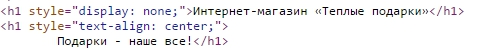 <h1 style="display: none;">Интернет-магазин «Теплые подарки»</h1>
<h1 style="text-align: center;">
Подарки - наше все!</h1>